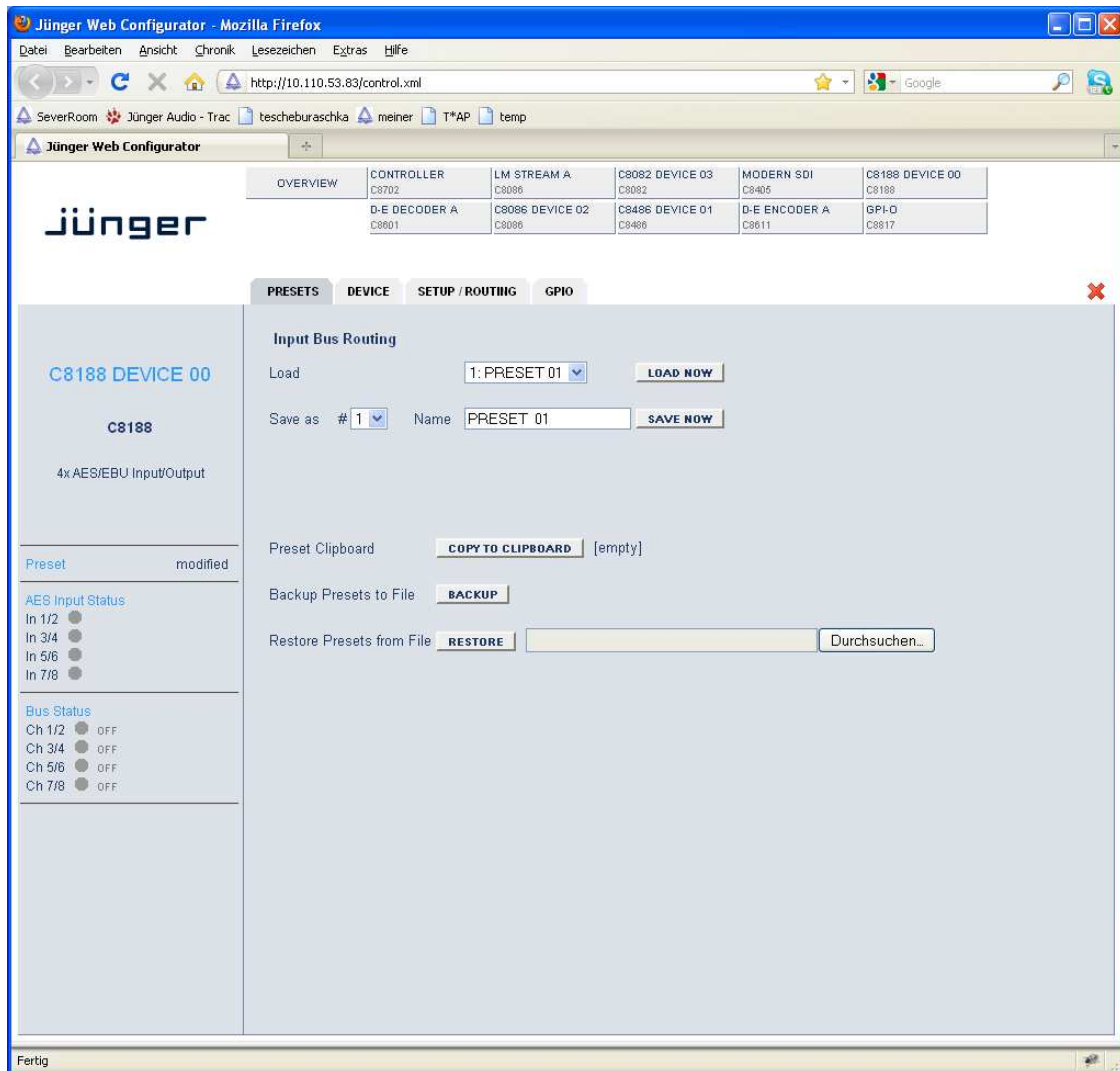 Jünger Web Configurator - Mozilla Firefox
Datei Bearbeiten Ansicht Chronik Lesezeichen Extras Hilfe
http://10.110.53.83/control.xml
Google
SeverRoom Jünger Audio - Trac tescheburaschka meiner T*AP temp
Jünger Web Configurator
OVERVIEW
CONTROLLER
C8702
LM STREAM A
C8086
C8082 DEVICE 03
C8082
MODERN SDI
C8405
C8188 DEVICE 00
C8188
D-E DECODER A
C8601
C8086 DEVICE 02
C8086
C8486 DEVICE 01
C8486
D-E ENCODER A
C8611
GPI-O
C8817
jünger
PRESETS DEVICE SETUP / ROUTING GPIO
C8188 DEVICE 00
C8188
4x AES/EBU Input/Output
Preset modified
AES Input Status
In 1/2
In 3/4
In 5/6
In 7/8
Bus Status
Ch 1/2 OFF
Ch 3/4 OFF
Ch 5/6 OFF
Ch 7/8 OFF
Input Bus Routing
Load 1: PRESET 01 LOAD NOW
Save as # 1 Name PRESET 01 SAVE NOW
Preset Clipboard COPY TO CLIPBOARD [empty]
Backup Presets to File BACKUP
Restore Presets from File RESTORE Durchsuchen...
Fertig